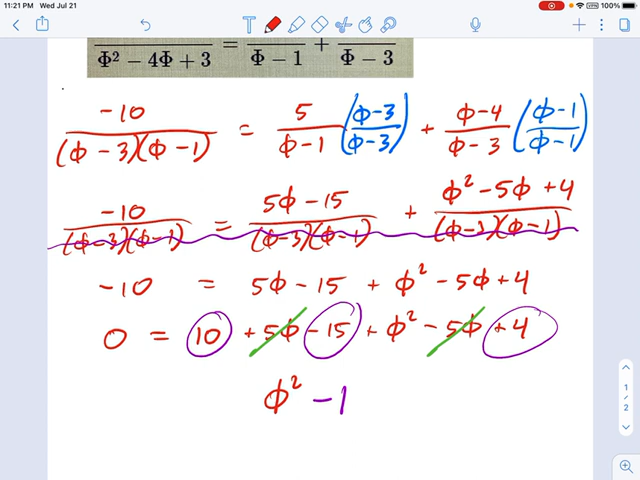 11:21 PM Wed Jul 21 100%
Φ² − 4Φ + 3 = Φ − 1 + Φ − 3
-10/((ϕ-3)(ϕ-1)) = 5/(ϕ-1) ((ϕ-3)/(ϕ-3)) + (ϕ-4)/(ϕ-3) ((ϕ-1)/(ϕ-1))
-10/((ϕ-3)(ϕ-1)) = (5ϕ-15)/((ϕ-3)(ϕ-1)) + (ϕ²-5ϕ+4)/((ϕ-3)(ϕ-1))
-10 = 5ϕ-15 + ϕ²-5ϕ+4
0 = 10 +5ϕ -15 + ϕ² -5ϕ +4
ϕ² -1
1/2